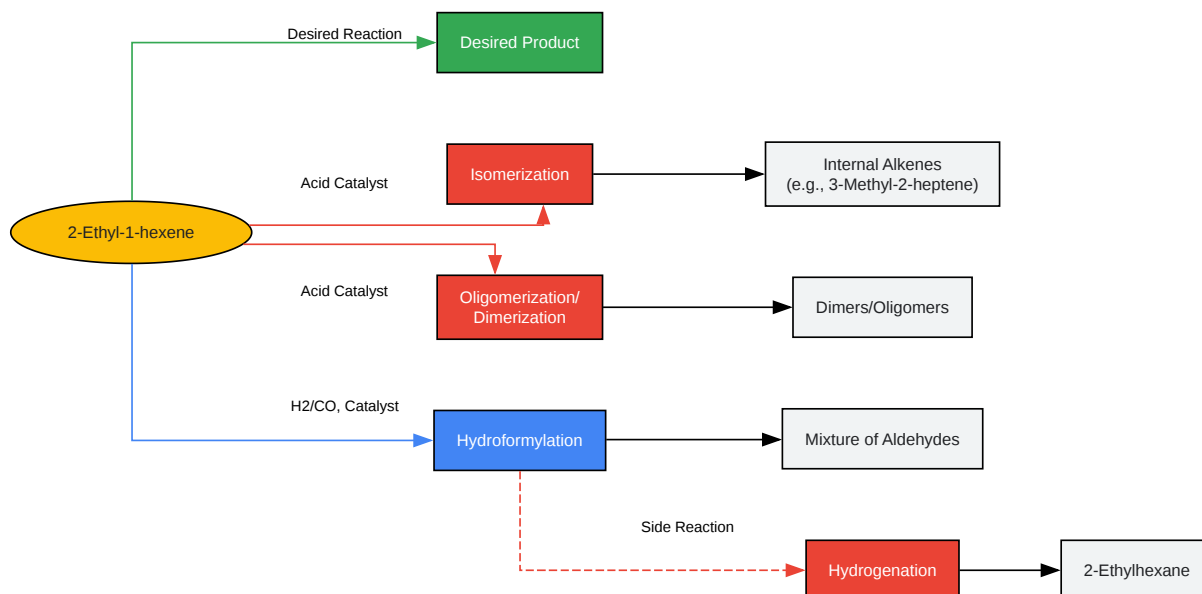 Desired Reaction
Desired Product
Acid Catalyst
Isomerization
Internal Alkenes
(e.g., 3-Methyl-2-heptene)
2-Ethyl-1-hexene
Acid Catalyst
Oligomerization/
Dimerization
Dimers/Oligomers
H2/CO, Catalyst
Hydroformylation
Mixture of Aldehydes
Side Reaction
Hydrogenation
2-Ethylhexane